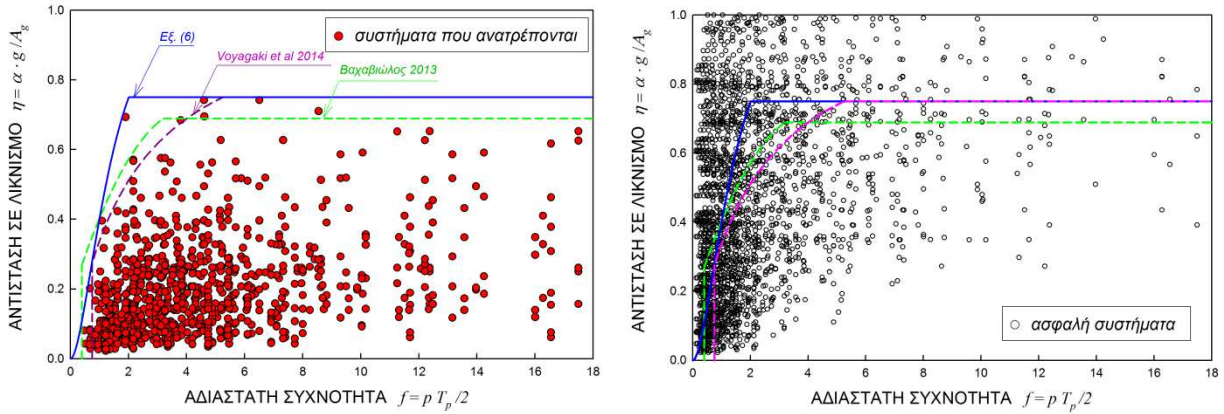 ΑΝΤΙΣΤΑΣΗ ΣΕ ΛΙΚΝΙΣΜΟ η = α · g /A_g
1.0
0.8
0.6
0.4
0.2
0.0
Εξ. (6)
Voyagaki et al 2014
Βαχαβιώλος 2013
συστήματα που ανατρέπονται
0 2 4 6 8 10 12 14 16 18
ΑΔΙΑΣΤΑΤΗ ΣΥΧΝΟΤΗΤΑ f = p T_p /2
ΑΝΤΙΣΤΑΣΗ ΣΕ ΛΙΚΝΙΣΜΟ η = α · g /A_g
1.0
0.8
0.6
0.4
0.2
0.0
ασφαλή συστήματα
0 2 4 6 8 10 12 14 16 18
ΑΔΙΑΣΤΑΤΗ ΣΥΧΝΟΤΗΤΑ f = p T_p /2